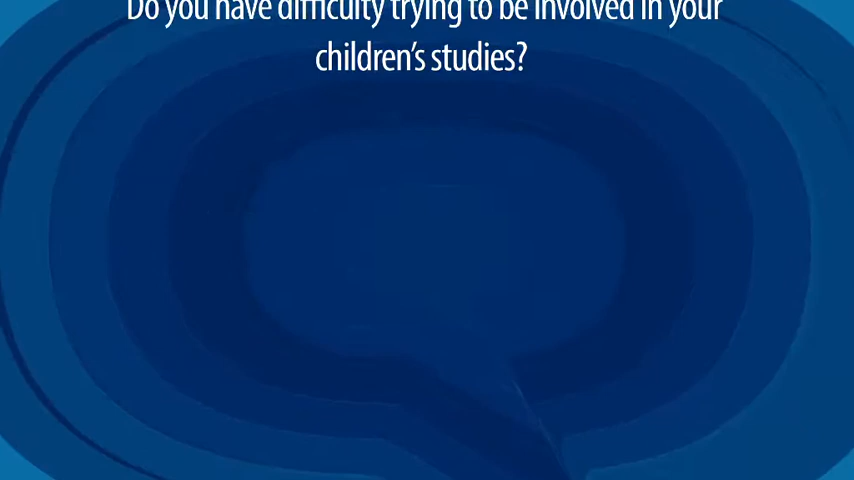 Do you have difficulty trying to be involved in your
children's studies?